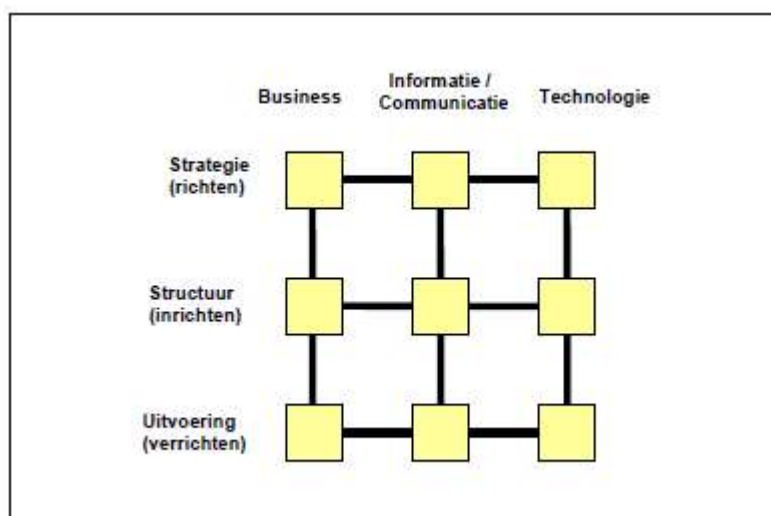 Business
Informatie /
Communicatie
Technologie
Strategie
(richten)
Structuur
(inrichten)
Uitvoering
(verrichten)